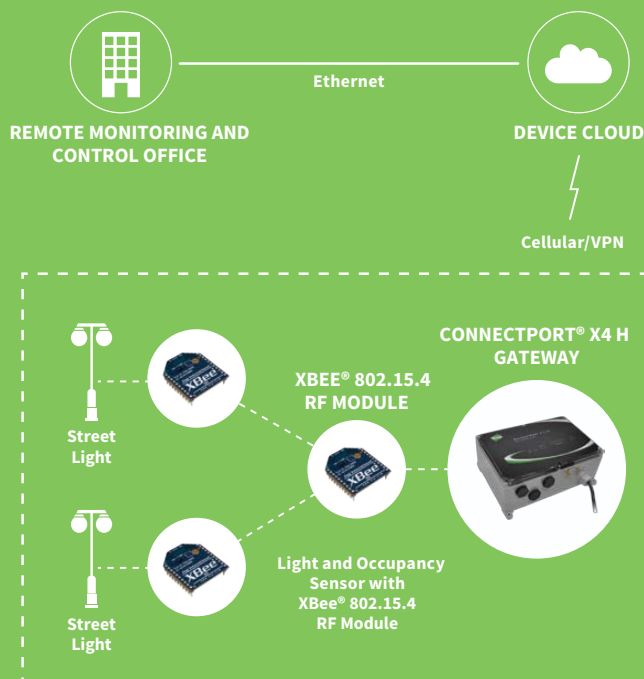 Ethernet
REMOTE MONITORING AND
CONTROL OFFICE
DEVICE CLOUD
Cellular/VPN
CONNECTPORT® X4 H
GATEWAY
XBEE® 802.15.4
RF MODULE
XBee
XBee
XBee
Street
Light
Light and Occupancy
Sensor with
XBee® 802.15.4
RF Module
Street
Light